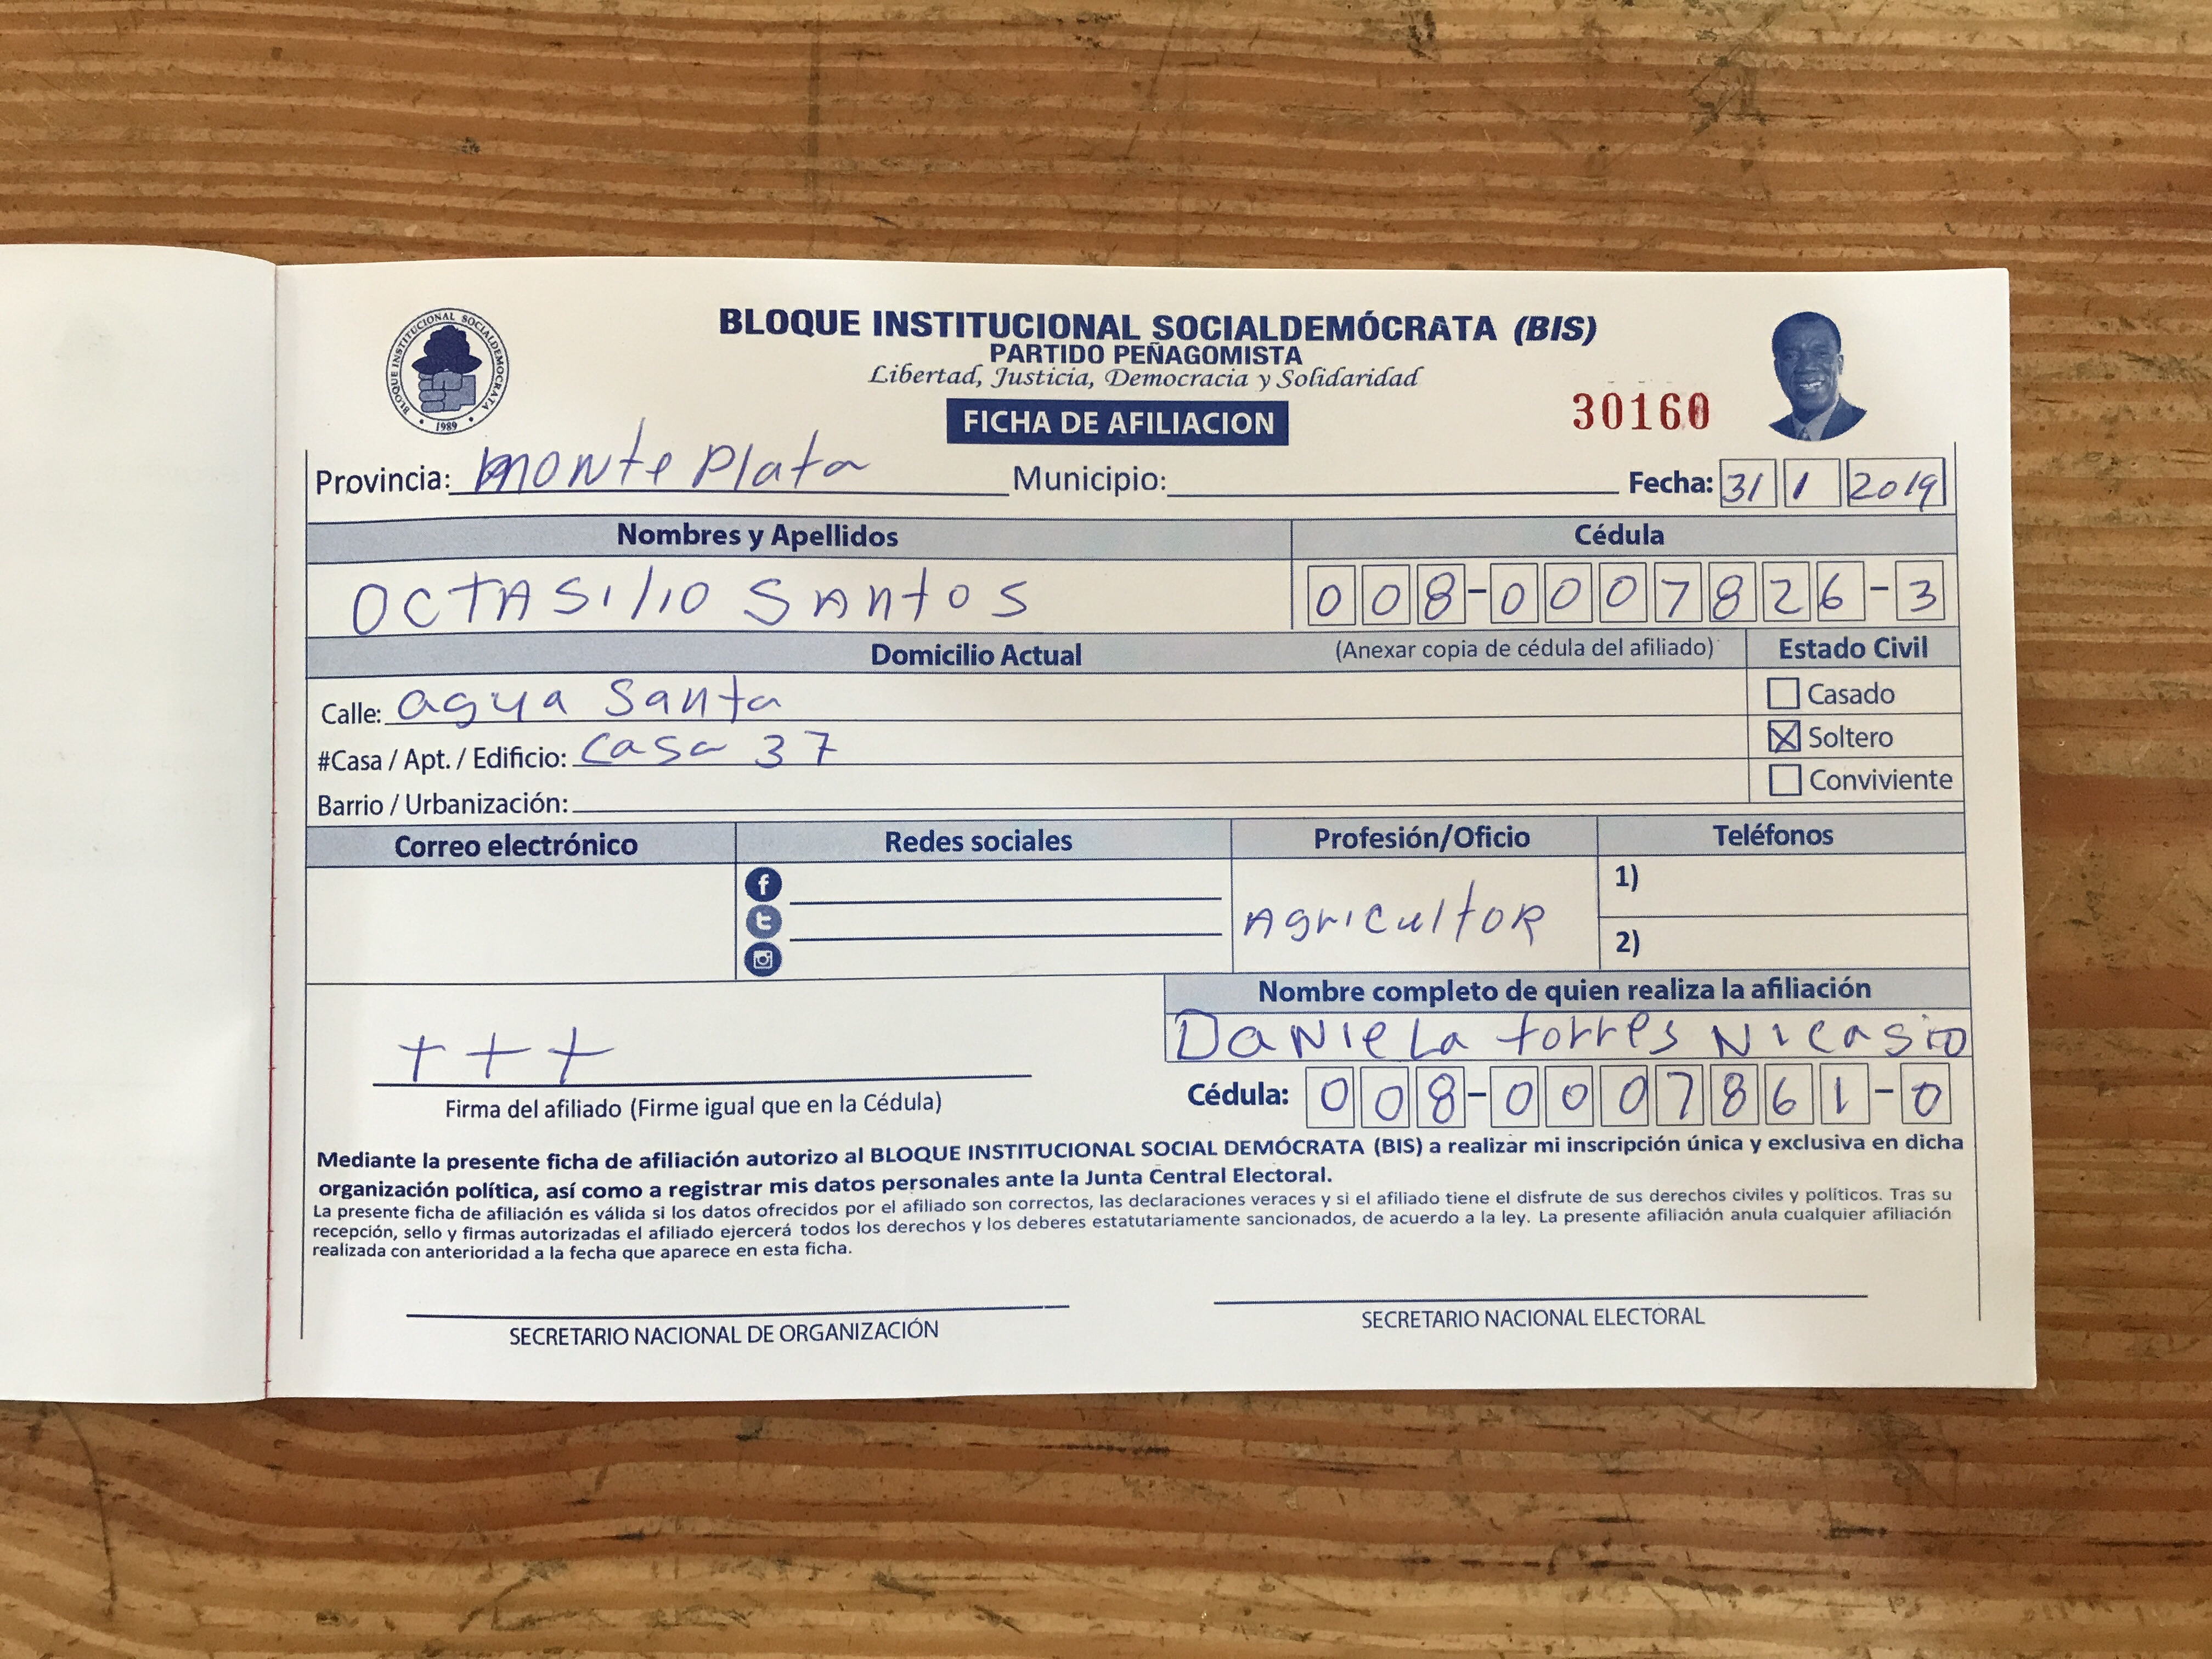 BLOQUE INSTITUCIONAL SOCIALDEMOCRATA
1989
BLOQUE INSTITUCIONAL SOCIALDEMÓCRATA (BIS)
PARTIDO PEÑAGOMISTA
Libertad, Justicia, Democracia y Solidaridad
FICHA DE AFILIACION
30160
Provincia: Monte Plata Municipio: Fecha: 31 1 2019
Nombres y Apellidos Cédula
OCTASilio SANtoS 008-0007826-3
Domicilio Actual (Anexar copia de cédula del afiliado) Estado Civil
Calle: agua Santa
Casado
#Casa / Apt. / Edificio: Casa 37
Soltero
Barrio / Urbanización:
Conviviente
Correo electrónico Redes sociales Profesión/Oficio Teléfonos
1)
AgricultoR
2)
Nombre completo de quien realiza la afiliación
DaNieLa torres Nicasio
+ + +
Cédula: 008-0007861-0
Firma del afiliado (Firme igual que en la Cédula)
Mediante la presente ficha de afiliación autorizo al BLOQUE INSTITUCIONAL SOCIAL DEMÓCRATA (BIS) a realizar mi inscripción única y exclusiva en dicha
organización política, así como a registrar mis datos personales ante la Junta Central Electoral.
La presente ficha de afiliación es válida si los datos ofrecidos por el afiliado son correctos, las declaraciones veraces y si el afiliado tiene el disfrute de sus derechos civiles y políticos. Tras su
recepción, sello y firmas autorizadas el afiliado ejercerá todos los derechos y los deberes estatutariamente sancionados, de acuerdo a la ley. La presente afiliación anula cualquier afiliación
realizada con anterioridad a la fecha que aparece en esta ficha.
SECRETARIO NACIONAL DE ORGANIZACIÓN SECRETARIO NACIONAL ELECTORAL